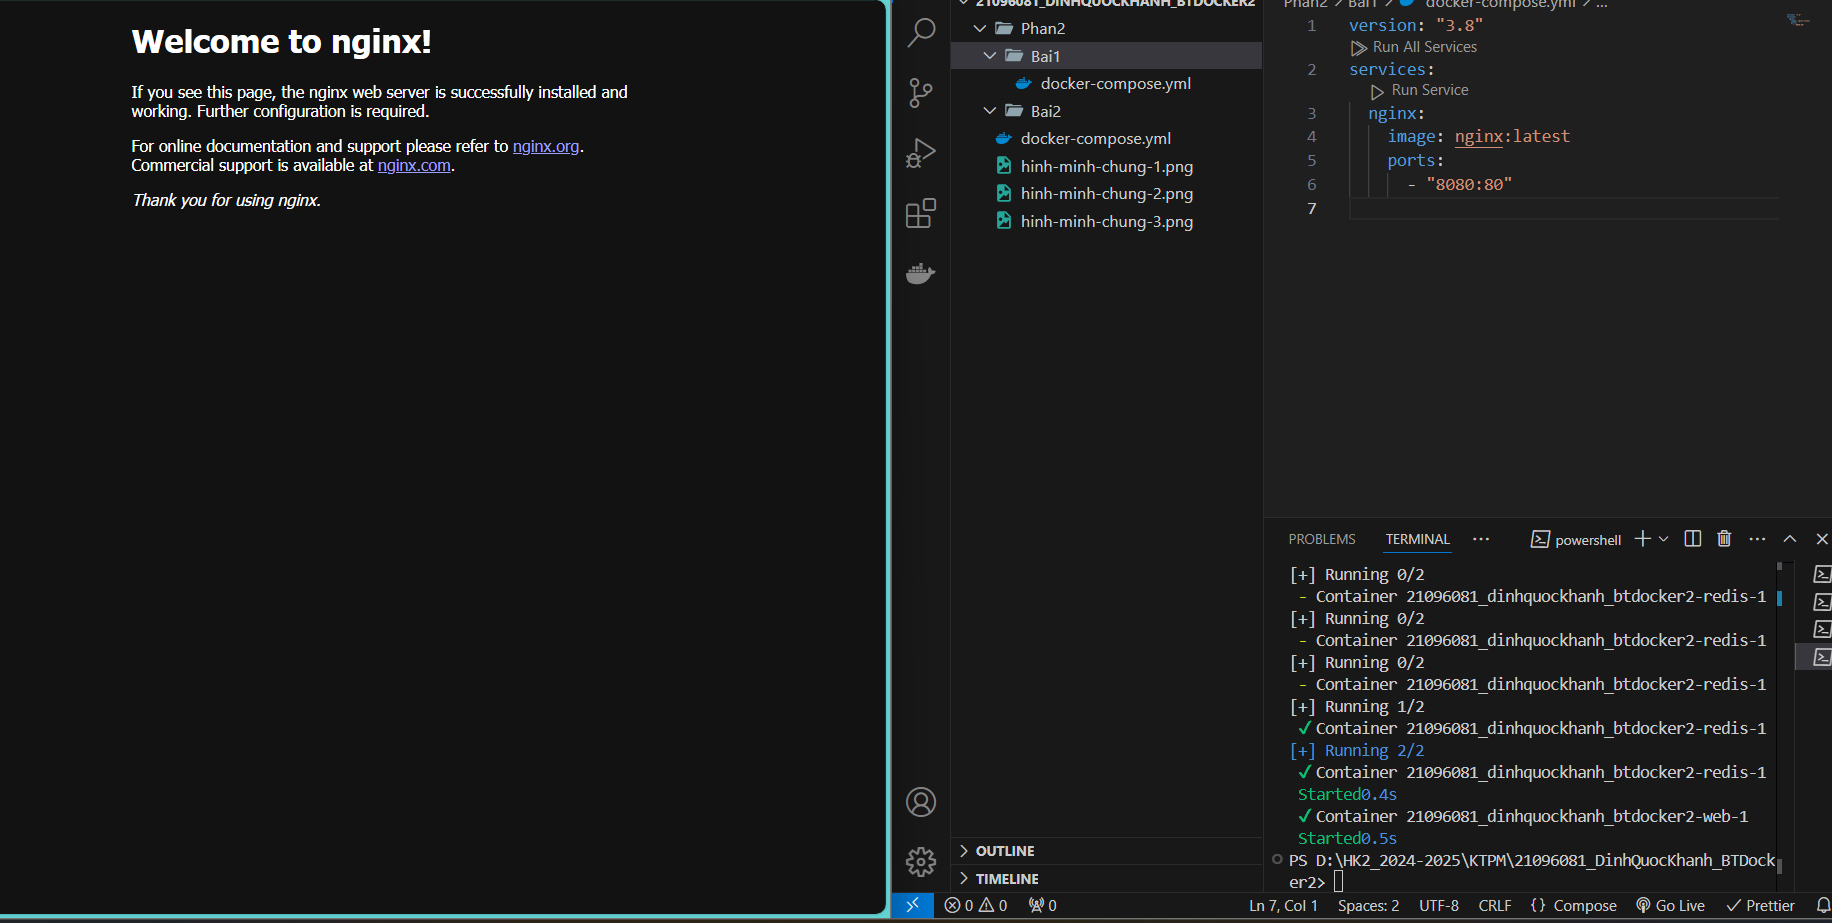 Welcome to nginx!
If you see this page, the nginx web server is successfully installed and
working. Further configuration is required.
For online documentation and support please refer to nginx.org.
Commercial support is available at nginx.com.
Thank you for using nginx.
21096081_DINHQUOCKHANH_BTDOCKER2
Phan2
Bai1
docker-compose.yml
Bai2
docker-compose.yml
hinh-minh-chung-1.png
hinh-minh-chung-2.png
hinh-minh-chung-3.png
OUTLINE
TIMELINE
Phan2 > Bai1 > docker-compose.yml > ...
1 version: "3.8"
Run All Services
2 services:
Run Service
3 nginx:
4 image: nginx:latest
5 ports:
6 - "8080:80"
7
PROBLEMS TERMINAL ... powershell
[+] Running 0/2
- Container 21096081_dinhquockhanh_btdocker2-redis-1
[+] Running 0/2
- Container 21096081_dinhquockhanh_btdocker2-redis-1
[+] Running 0/2
- Container 21096081_dinhquockhanh_btdocker2-redis-1
[+] Running 1/2
✓ Container 21096081_dinhquockhanh_btdocker2-redis-1
[+] Running 2/2
✓ Container 21096081_dinhquockhanh_btdocker2-redis-1
Started0.4s
✓ Container 21096081_dinhquockhanh_btdocker2-web-1
Started0.5s
PS D:\HK2_2024-2025\KTPM\21096081_DinhQuocKhanh_BTDock
er2>
0 0 0 Ln 7, Col 1 Spaces: 2 UTF-8 CRLF {} Compose Go Live Prettier